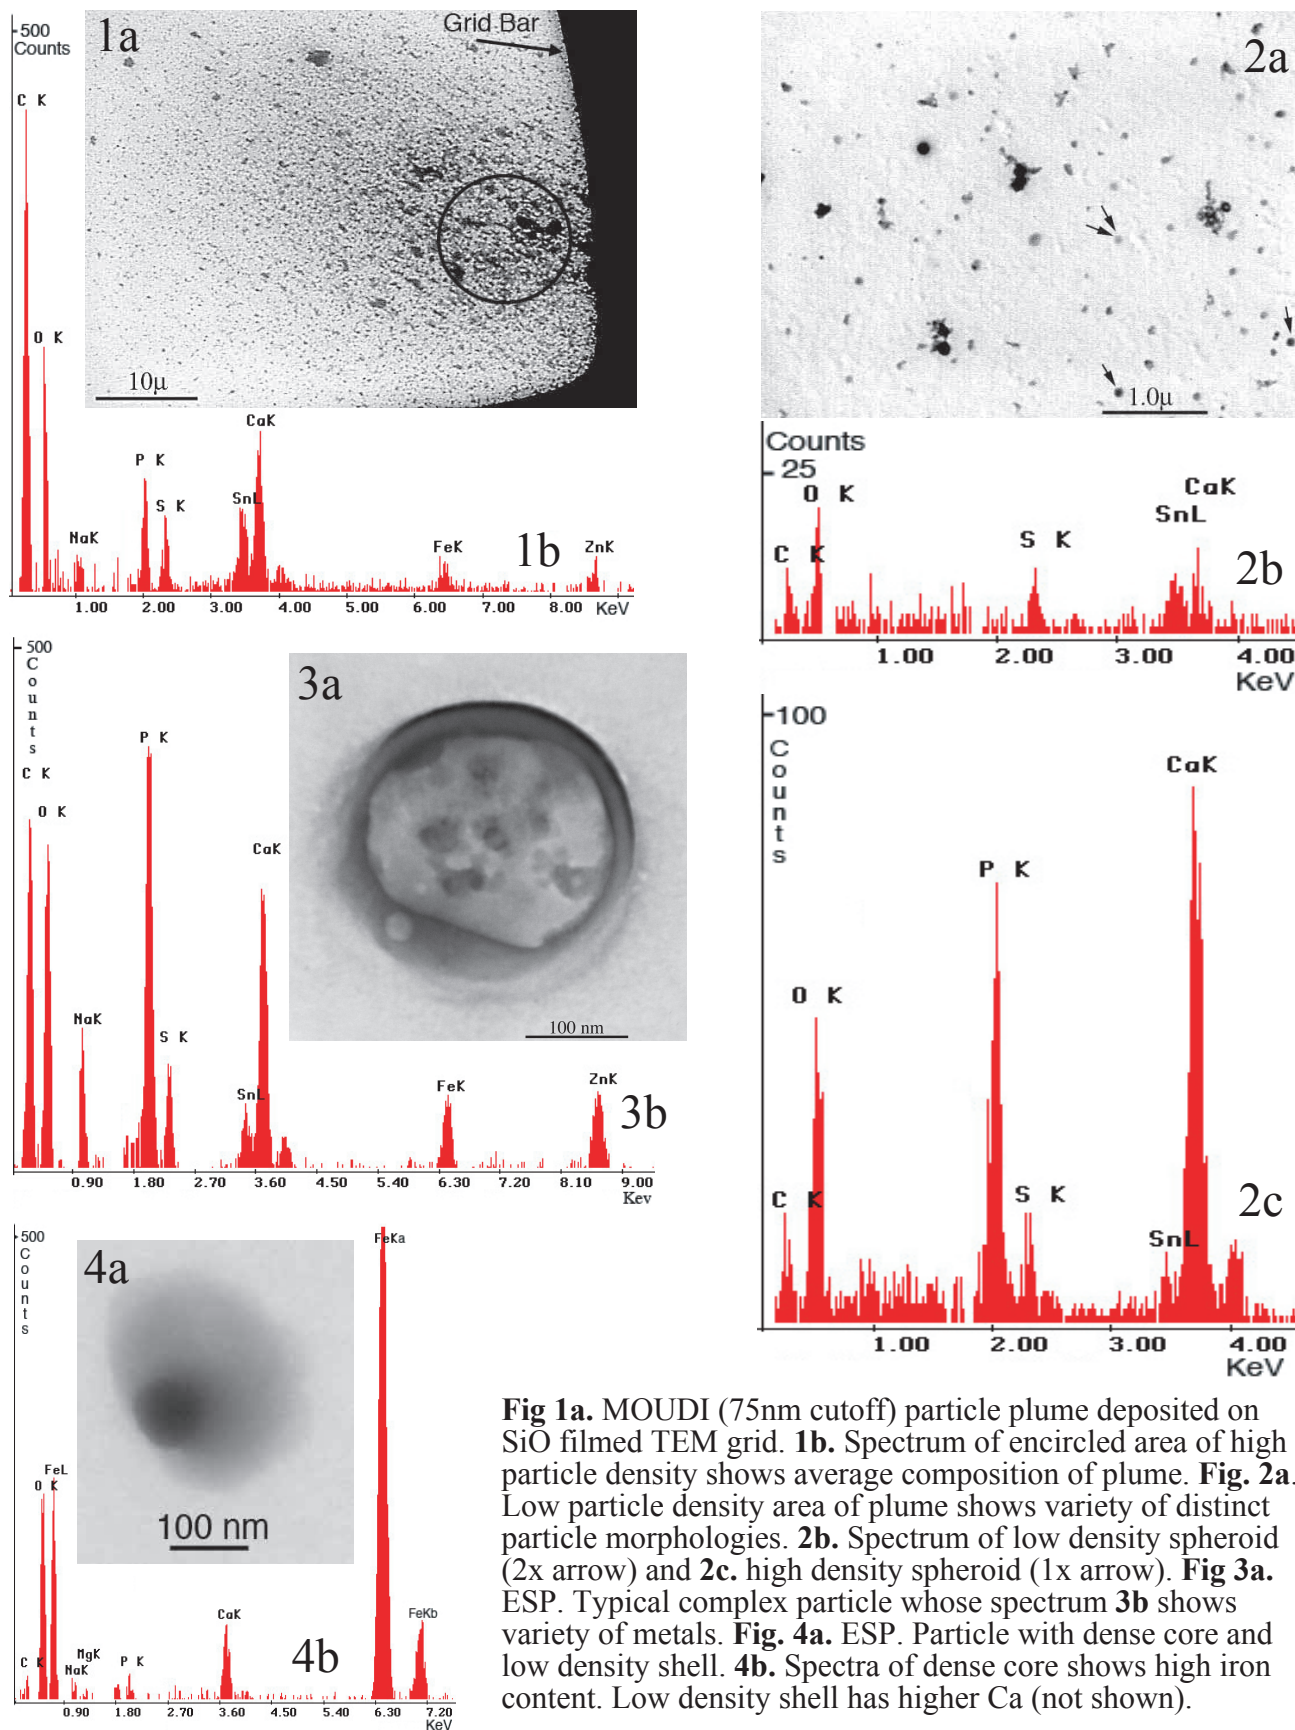 500
Counts
1a
Grid Bar
C K
O K
10µ
P K
S K
NaK
SnL
CaK
FeK
1b
ZnK
1.00 2.00 3.00 4.00 5.00 6.00 7.00 8.00 KeV
2a
1.0µ
Counts
25
O K
C K
S K
SnL
CaK
2b
1.00 2.00 3.00 4.00
KeV
500
Counts
3a
P K
C K
O K
NaK
S K
SnL
CaK
100 nm
FeK
ZnK
3b
0.90 1.80 2.70 3.60 4.50 5.40 6.30 7.20 8.10 9.00
Kev
100
Counts
CaK
P K
O K
C K
S K
SnL
2c
1.00 2.00 3.00 4.00
KeV
500
Counts
4a
FeKa
100 nm
FeL
O K
C K
NaK
MgK
P K
CaK
4b
FeKb
0.90 1.80 2.70 3.60 4.50 5.40 6.30 7.20
KeV
Fig 1a. MOUDI (75nm cutoff) particle plume deposited on
SiO filmed TEM grid. 1b. Spectrum of encircled area of high
particle density shows average composition of plume. Fig. 2a.
Low particle density area of plume shows variety of distinct
particle morphologies. 2b. Spectrum of low density spheroid
(2x arrow) and 2c. high density spheroid (1x arrow). Fig 3a.
ESP. Typical complex particle whose spectrum 3b shows
variety of metals. Fig. 4a. ESP. Particle with dense core and
low density shell. 4b. Spectra of dense core shows high iron
content. Low density shell has higher Ca (not shown).